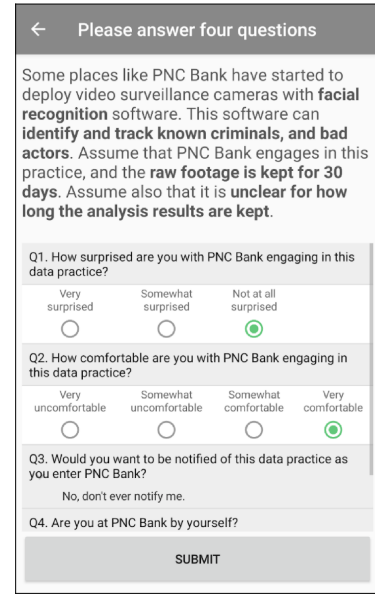 Please answer four questions
Some places like PNC Bank have started to
deploy video surveillance cameras with facial
recognition software. This software can
identify and track known criminals, and bad
actors. Assume that PNC Bank engages in this
practice, and the raw footage is kept for 30
days. Assume also that it is unclear for how
long the analysis results are kept.
Q1. How surprised are you with PNC Bank engaging in this
data practice?
Very Somewhat Not at all
surprised surprised surprised
Q2. How comfortable are you with PNC Bank engaging in
this data practice?
Very Somewhat Somewhat Very
uncomfortable uncomfortable comfortable comfortable
Q3. Would you want to be notified of this data practice as
you enter PNC Bank?
No, don't ever notify me.
Q4. Are you at PNC Bank by yourself?
SUBMIT